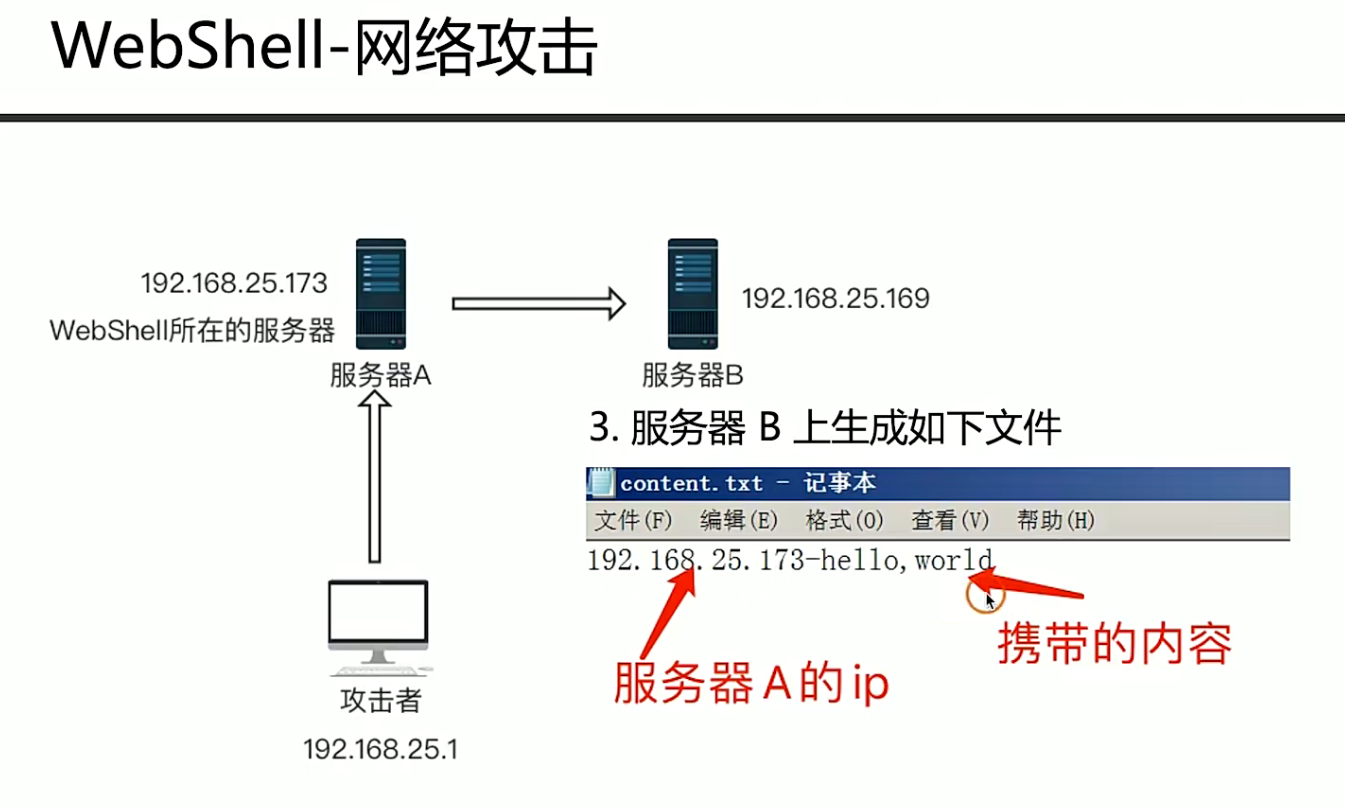 WebShell-网络攻击
192.168.25.173
WebShell所在的服务器
服务器A
192.168.25.169
服务器B
3. 服务器 B 上生成如下文件
content.txt - 记事本
文件(F) 编辑(E) 格式(O) 查看(V) 帮助(H)
192.168.25.173-hello,world
服务器A的ip
携带的内容
攻击者
192.168.25.1